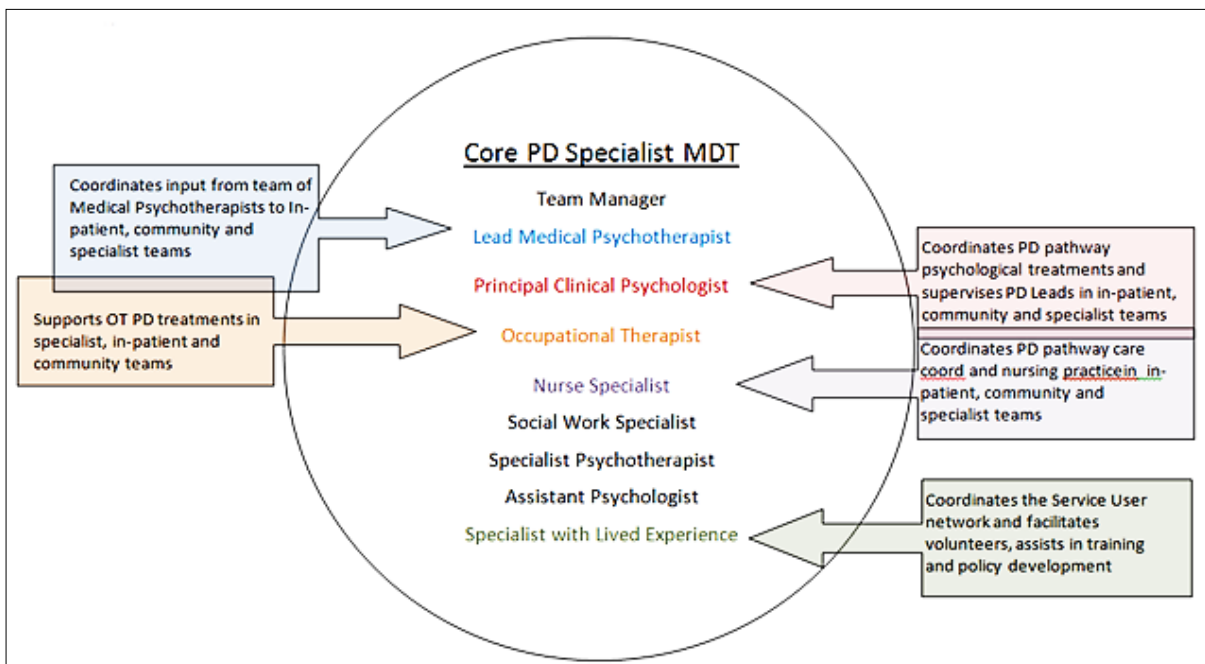 Core PD Specialist MDT
Team Manager
Lead Medical Psychotherapist
Principal Clinical Psychologist
Occupational Therapist
Nurse Specialist
Social Work Specialist
Specialist Psychotherapist
Assistant Psychologist
Specialist with Lived Experience
Coordinates input from team of
Medical Psychotherapists to In-
patient, community and
specialist teams
Supports OT PD treatments in
specialist, in-patient and
community teams
Coordinates PD pathway
psychological treatments and
supervises PD Leads in in-patient,
community and specialist teams
Coordinates PD pathway care
coord and nursing practicein in-
patient, community and
specialist teams
Coordinates the Service User
network and facilitates
volunteers, assists in training
and policy development